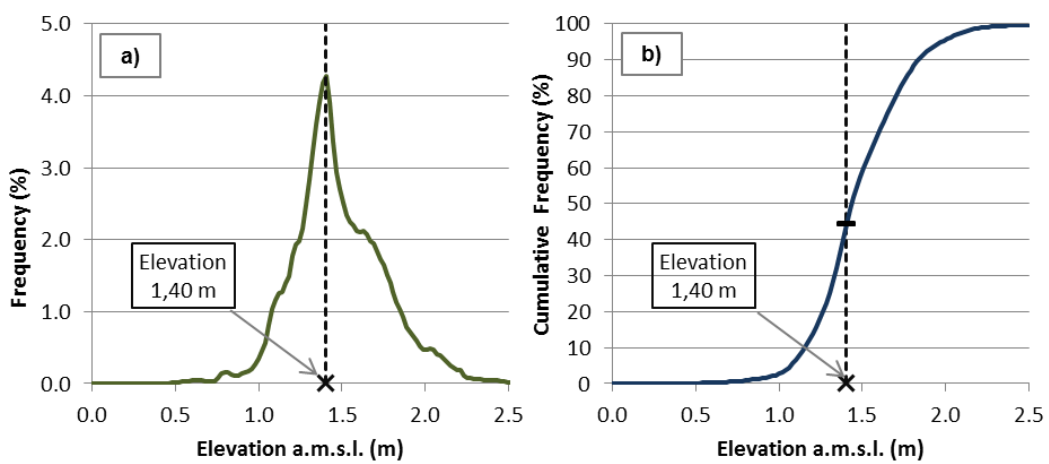 a)
Frequency (%)
5.0
4.0
3.0
2.0
1.0
0.0
Elevation
1,40 m
0.0 0.5 1.0 1.5 2.0 2.5
Elevation a.m.s.l. (m)
b)
Cumulative Frequency (%)
100
90
80
70
60
50
40
30
20
10
0
Elevation
1,40 m
0.0 0.5 1.0 1.5 2.0 2.5
Elevation a.m.s.l. (m)